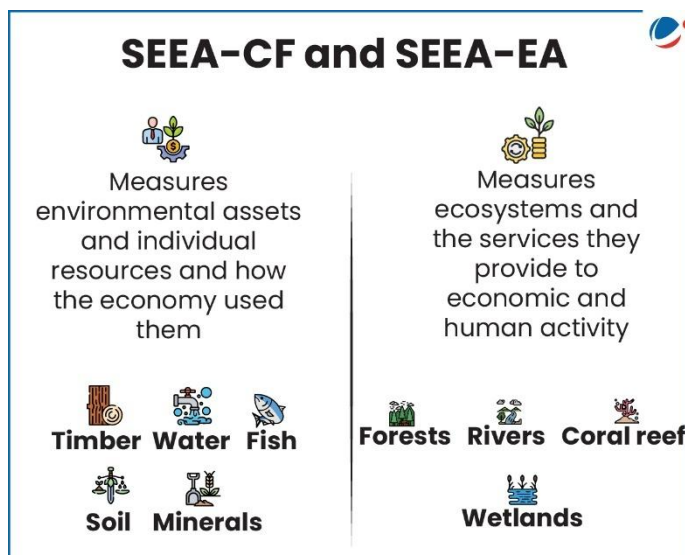 SEEA-CF and SEEA-EA
Measures
environmental assets
and individual
resources and how
the economy used
them
Timber Water Fish
Soil Minerals
Measures
ecosystems and
the services they
provide to
economic and
human activity
Forests Rivers Coral reef
Wetlands